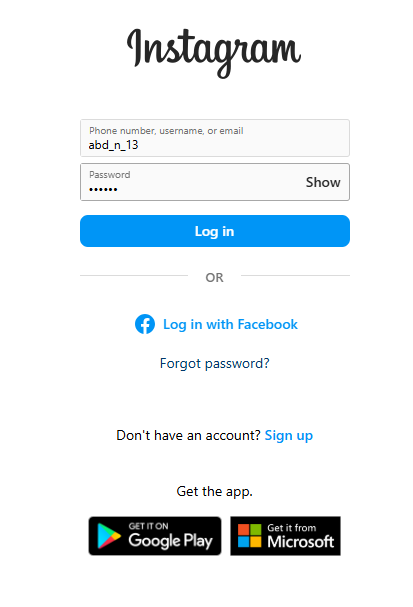 Instagram
Phone number, username, or email
abd_n_13
Password
••••••
Show
Log in
OR
Log in with Facebook
Forgot password?
Don't have an account? Sign up
Get the app.
GET IT ON
Google Play
Get it from
Microsoft